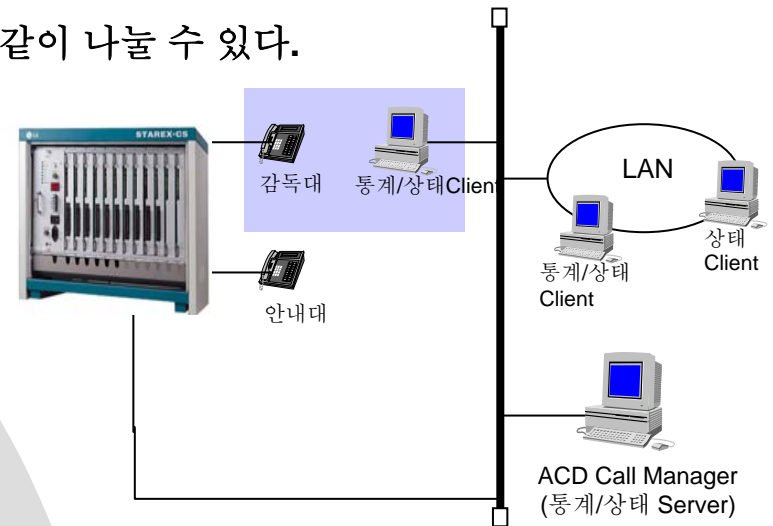 같이 나눌 수 있다.
STAREX-CS
감독대
통계/상태Client
LAN
상태
Client
통계/상태
Client
안내대
ACD Call Manager
(통계/상태 Server)